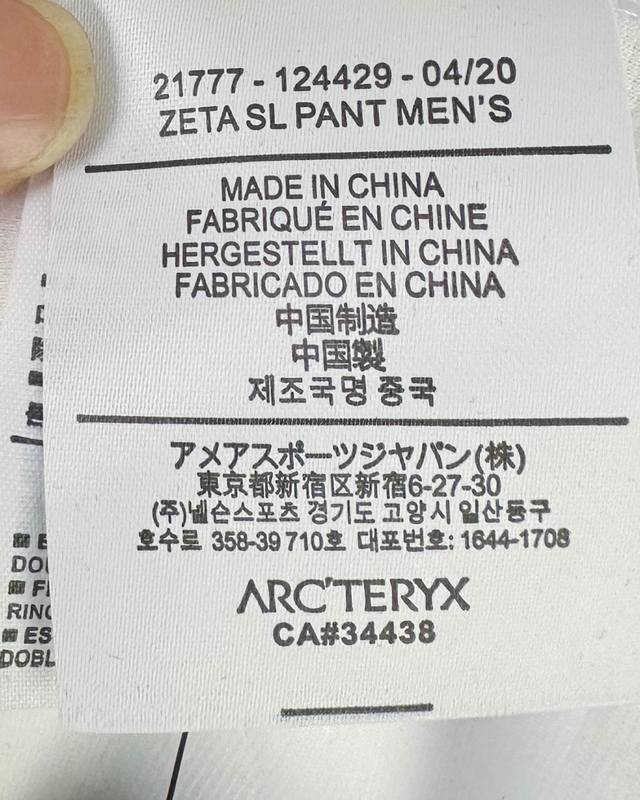 21777 - 124429 - 04/20
ZETA SL PANT MEN'S
MADE IN CHINA
FABRIQUÉ EN CHINE
HERGESTELLT IN CHINA
FABRICADO EN CHINA
中国制造
中国製
제조국명 중국
アメアスポーツジャパン(株)
東京都新宿区新宿6-27-30
(주)넬슨스포츠 경기도 고양시 일산동구
호수로 358-39 710호 대표번호: 1644-1708
ARC'TERYX
CA#34438